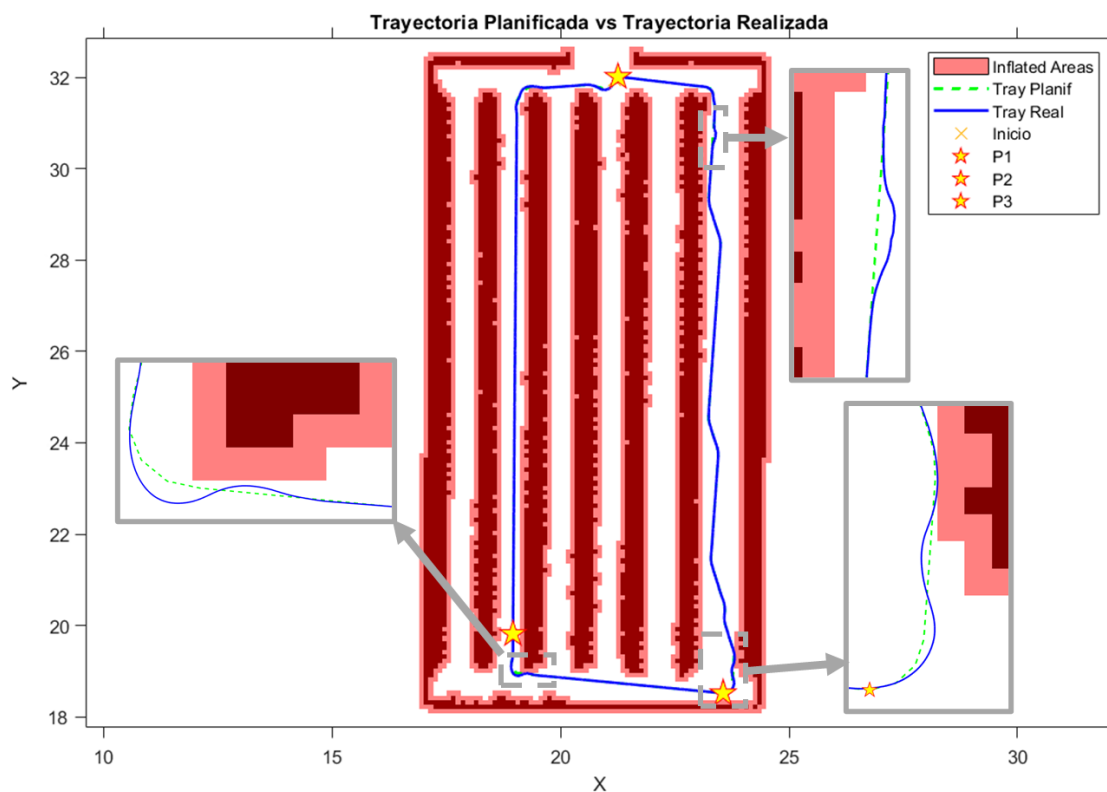 Trayectoria Planificada vs Trayectoria Realizada
Inflated Areas
Tray Planif
Tray Real
Inicio
P1
P2
P3
32
30
28
26
24
22
20
18
Y
10
15
20
25
30
X